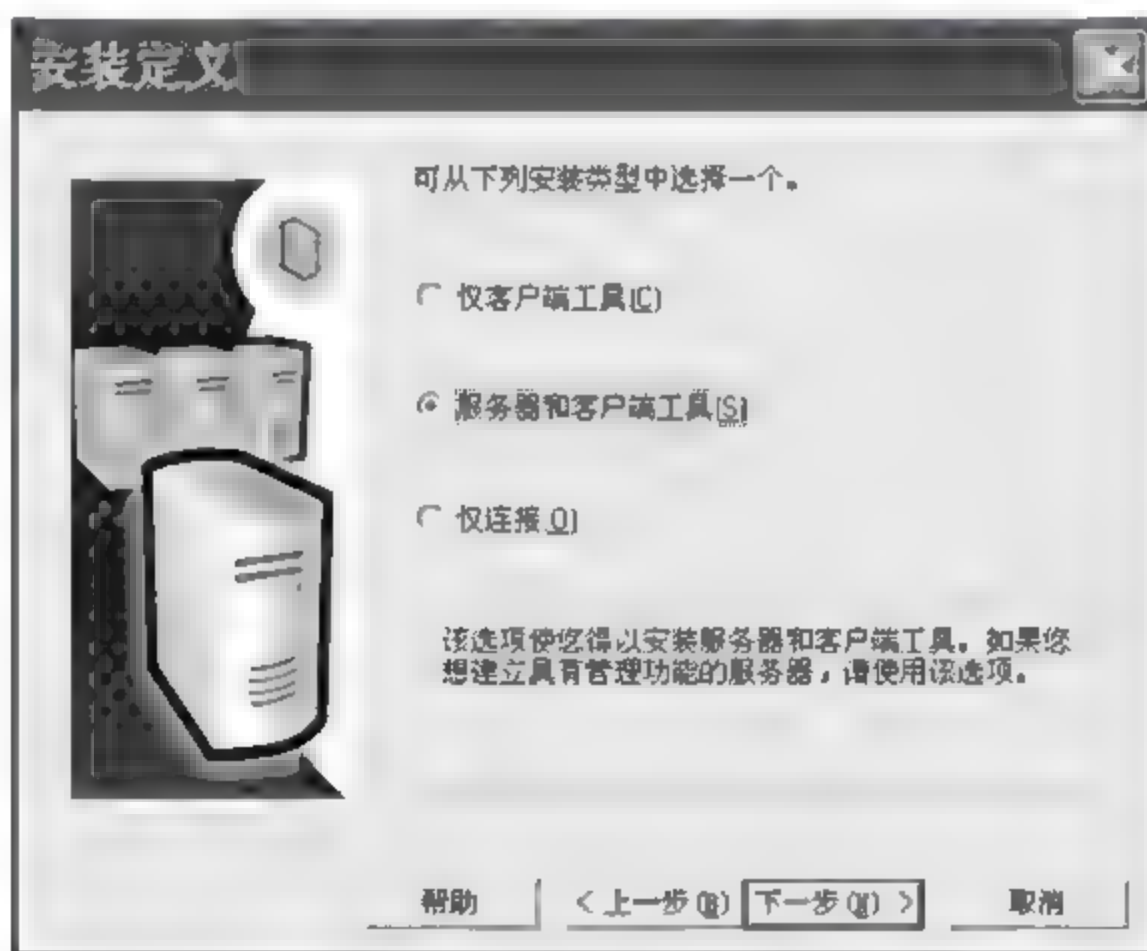 安装定义
可从下列安装类型中选择一个。
仅客户端工具(C)
服务器和客户端工具(S)
仅连接(O)
该选项使您得以安装服务器和客户端工具。如果您
想建立具有管理功能的服务器，请使用该选项。
帮助
< 上一步(B)
下一步(N) >
取消